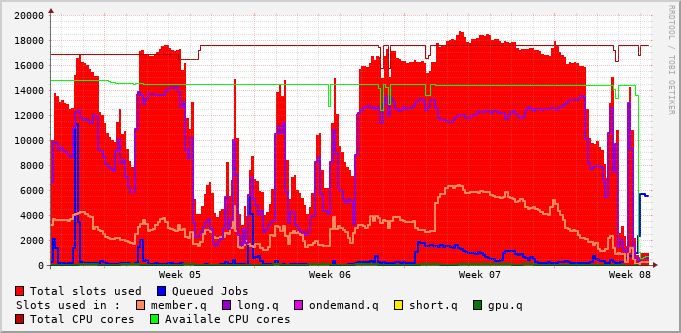 RRDTOOL / TOBI OETIKER
20000
18000
16000
14000
12000
10000
8000
6000
4000
2000
0
Week 05 Week 06 Week 07 Week 08
Total slots used Queued Jobs
Slots used in : member.q long.q ondemand.q short.q gpu.q
Total CPU cores Availale CPU cores